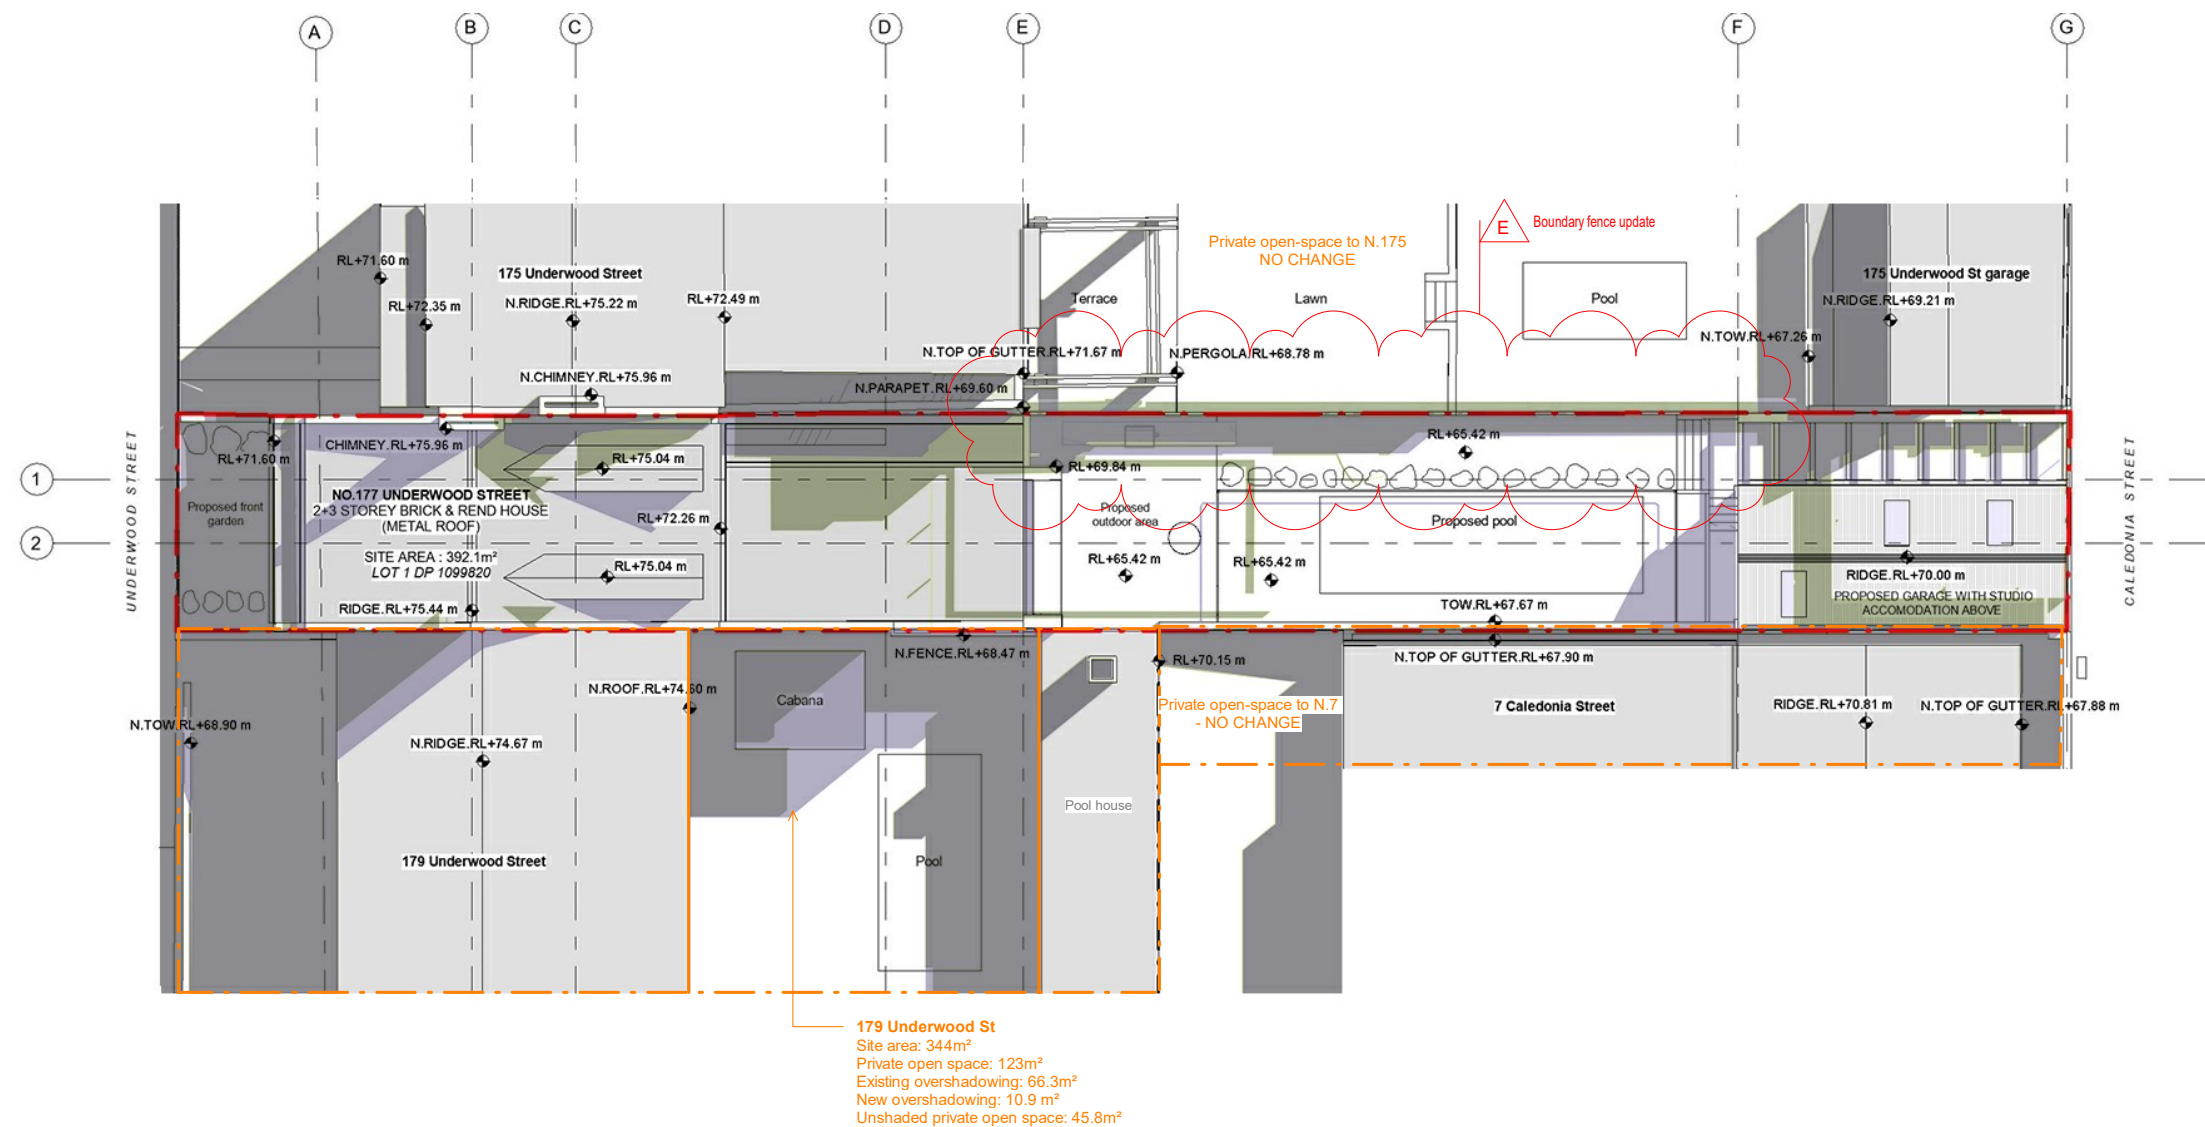 A
B
C
D
E
F
G
Private open-space to N.175
NO CHANGE
E
Boundary fence update
RL+71.60 m
175 Underwood Street
175 Underwood St garage
RL+72.35 m
N.RIDGE.RL+75.22 m
RL+72.49 m
Terrace
Lawn
Pool
N.RIDGE.RL+69.21 m
N.TOW.RL+67.26 m
N.TOP OF GUTTER.RL+71.67 m
N.PERGOLA.RL+68.78 m
N.CHIMNEY.RL+75.96 m
N.PARAPET.RL+69.60 m
UNDERWOOD STREET
CALEDONIA STREET
CHIMNEY.RL+75.96 m
RL+71.60 m
RL+75.04 m
RL+65.42 m
RL+69.84 m
1
NO.177 UNDERWOOD STREET
2+3 STOREY BRICK & REND HOUSE
(METAL ROOF)
Proposed front
garden
RL+72.26 m
Proposed
outdoor area
Proposed pool
2
SITE AREA : 392.1m²
LOT 1 DP 1099820
RL+75.04 m
RL+65.42 m
RL+65.42 m
RIDGE.RL+70.00 m
PROPOSED GARAGE WITH STUDIO
ACCOMODATION ABOVE
RIDGE.RL+75.44 m
TOW.RL+67.67 m
N.FENCE.RL+68.47 m
RL+70.15 m
N.TOP OF GUTTER.RL+67.90 m
N.ROOF.RL+74.60 m
Cabana
Private open-space to N.7
- NO CHANGE
7 Caledonia Street
RIDGE.RL+70.81 m
N.TOP OF GUTTER.RL+67.88 m
N.TOW.RL+68.90 m
N.RIDGE.RL+74.67 m
Pool house
179 Underwood Street
Pool
179 Underwood St
Site area: 344m²
Private open space: 123m²
Existing overshadowing: 66.3m²
New overshadowing: 10.9 m²
Unshaded private open space: 45.8m²